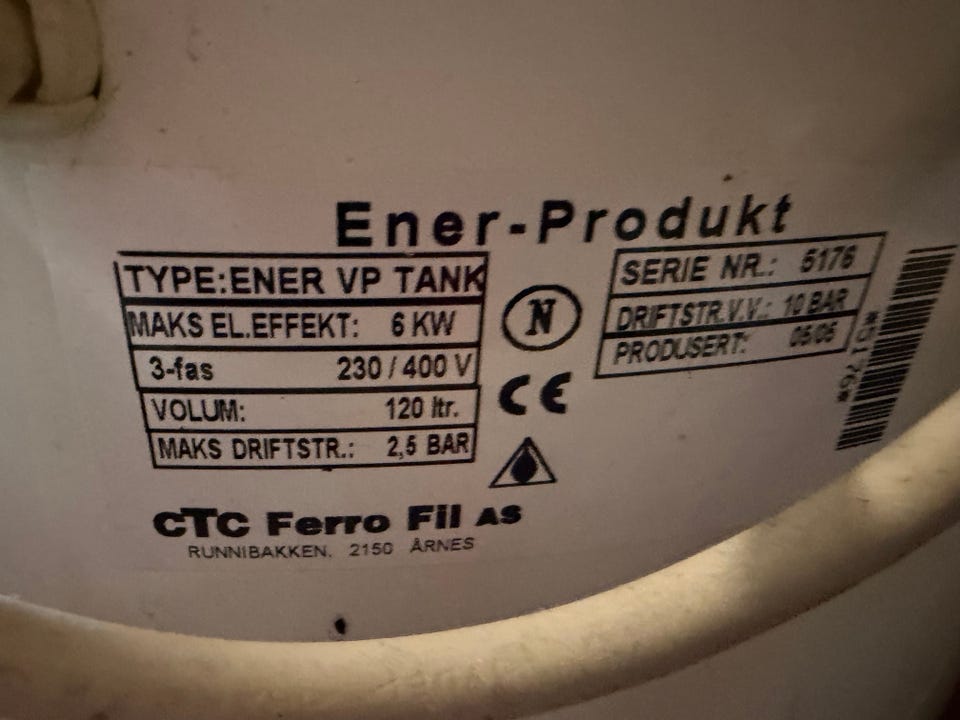 Ener-Produkt
TYPE:ENER VP TANK
MAKS EL.EFFEKT: 6 KW
3-fas 230/400 V
VOLUM: 120 ltr.
MAKS DRIFTSTR.: 2,5 BAR
N
CE
SERIE NR.: 5176
DRIFTSTR.V.V.: 10 BAR
PRODUSERT: 05/05
*5176*
CTC Ferro Fil AS
RUNNIBAKKEN. 2150 ÅRNES